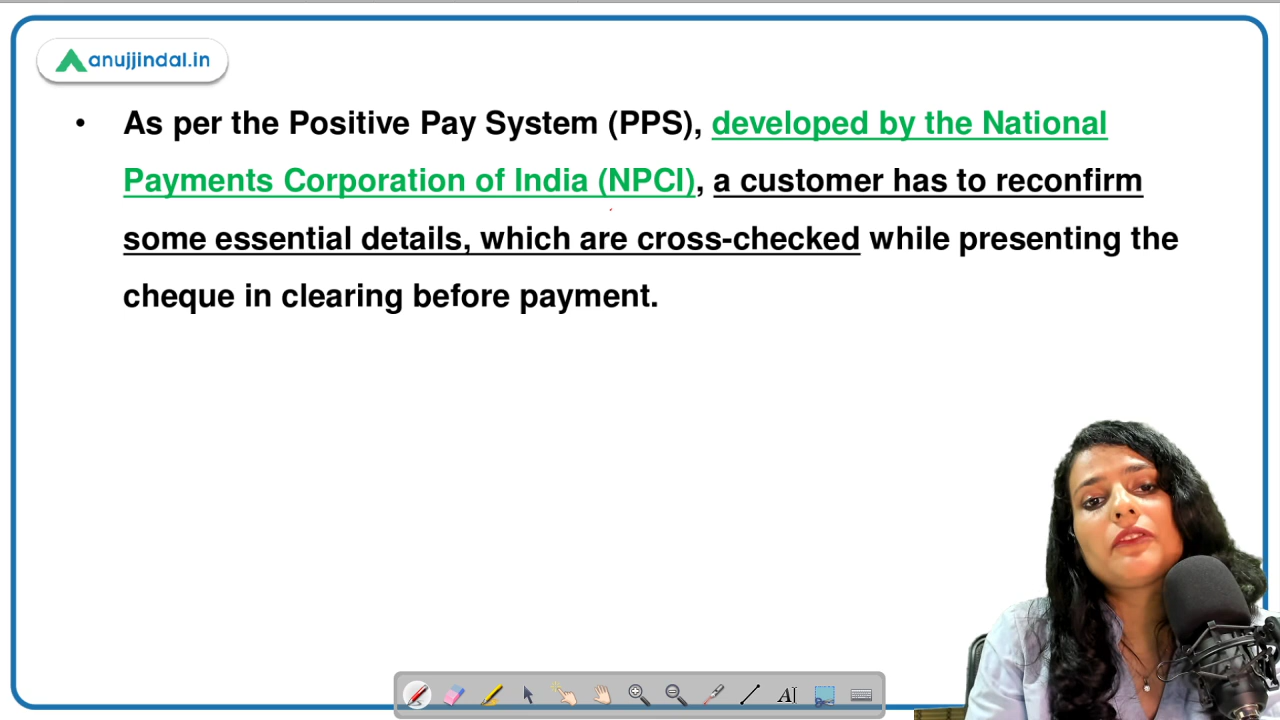 anujjindal.in
• As per the Positive Pay System (PPS), developed by the National
Payments Corporation of India (NPCI), a customer has to reconfirm
some essential details, which are cross-checked while presenting the
cheque in clearing before payment.
AI